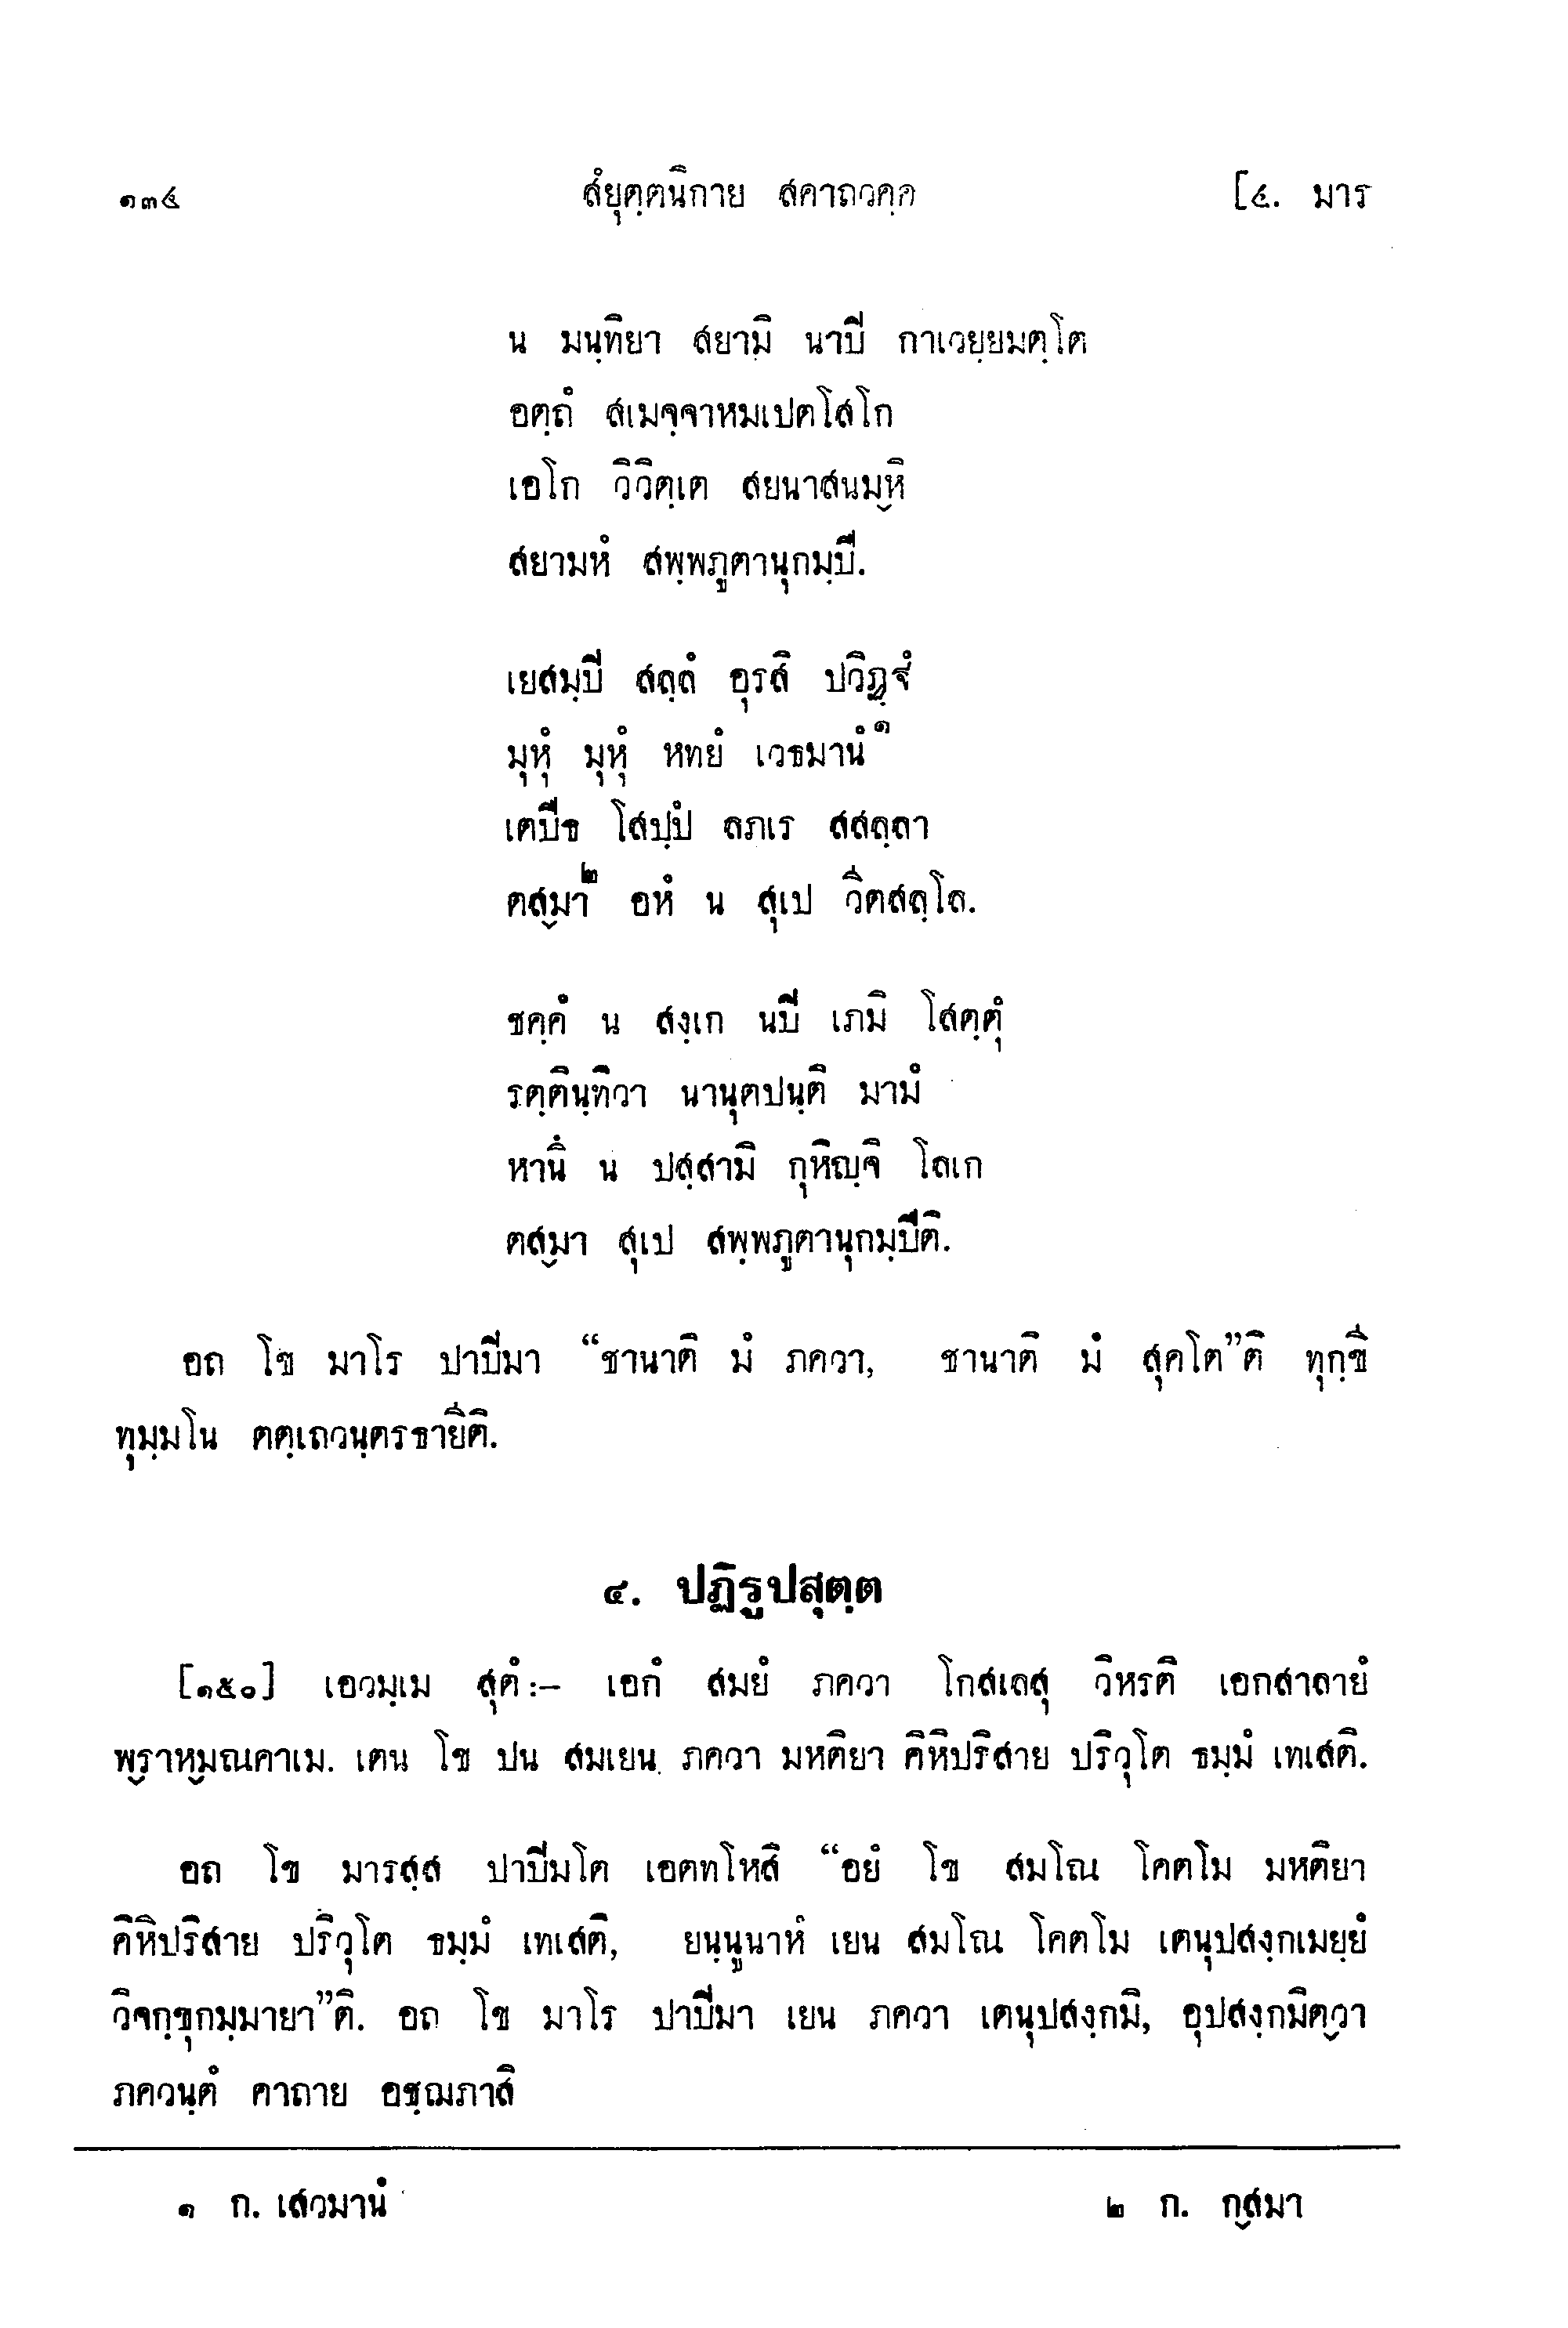 ๑๓๔ สํยุตฺตนิกาย สคาถวคฺค [๔. มาร
น มนฺทิยา สยามิ นาปิ กาเวยฺยมตฺโต
อตฺถํ สเมจฺจาหมเปตโสโก
เอโก วิวิตฺเต สยนาสนมฺหิ
สยามหํ สพฺพภูตานุกมฺปี.
เยสมฺปิ สลฺลํ อุรสิ ปวิฏฺฐํ
มุหุํ มุหุํ หทยํ เวธมานํ๑
เตปีธ โสปฺปํ ลภเร สสลฺลา
ตสฺมา๒ อหํ น สุเป วีตสลฺโล.
ชคฺคํ น สงฺเก นปิ เภมิ โสตฺตุํ
รตฺตินฺทิวา นานุตปนฺติ มามํ
หานึ น ปสฺสามิ กุหิญฺจิ โลเก
ตสฺมา สุเป สพฺพภูตานุกมฺปีติ.
อถ โข มาโร ปาปิมา “ชานาติ มํ ภควา, ชานาติ มํ สุคโต”ติ ทุกฺขี
ทุมฺมโน ตตฺเถวนฺตรธายีติ.
๔. ปฏิรูปสุตฺต
[๑๕๐] เอวมฺเม สุตํ:– เอกํ สมยํ ภควา โกสเลสุ วิหรติ เอกสาลายํ
พฺราหฺมณคาเม. เตน โข ปน สมเยน ภควา มหติยา คิหิปริสาย ปริวุโต ธมฺมํ เทเสติ.
อถ โข มารสฺส ปาปิมโต เอตทโหสิ “อยํ โข สมโณ โคตโม มหติยา
คิหิปริสาย ปริวุโต ธมฺมํ เทเสติ, ยนฺนูนาหํ เยน สมโณ โคตโม เตนุปสงฺกเมยฺยํ
วิจกฺขุกมฺมายา”ติ. อถ โข มาโร ปาปิมา เยน ภควา เตนุปสงฺกมิ, อุปสงฺกมิตฺวา
ภควนฺตํ คาถาย อชฺฌภาสิ
๑ ก. เสวมานํ ๒ ก. กสฺมา